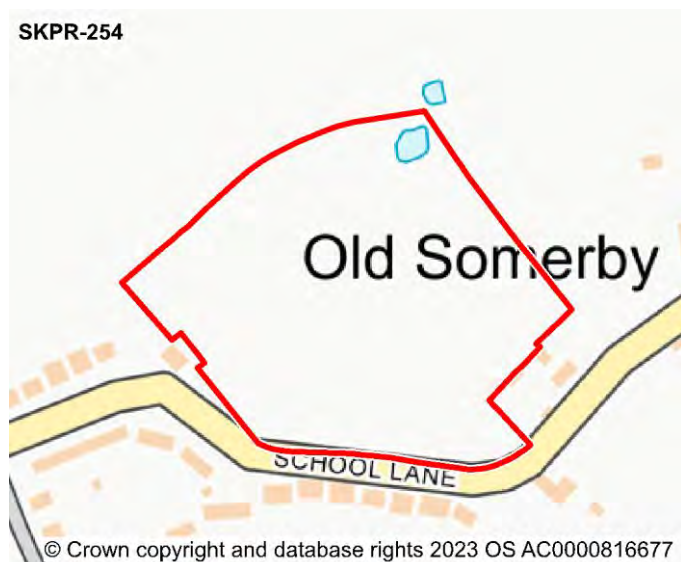 SKPR-254
Old Somerby
SCHOOL LANE
© Crown copyright and database rights 2023 OS AC0000816677